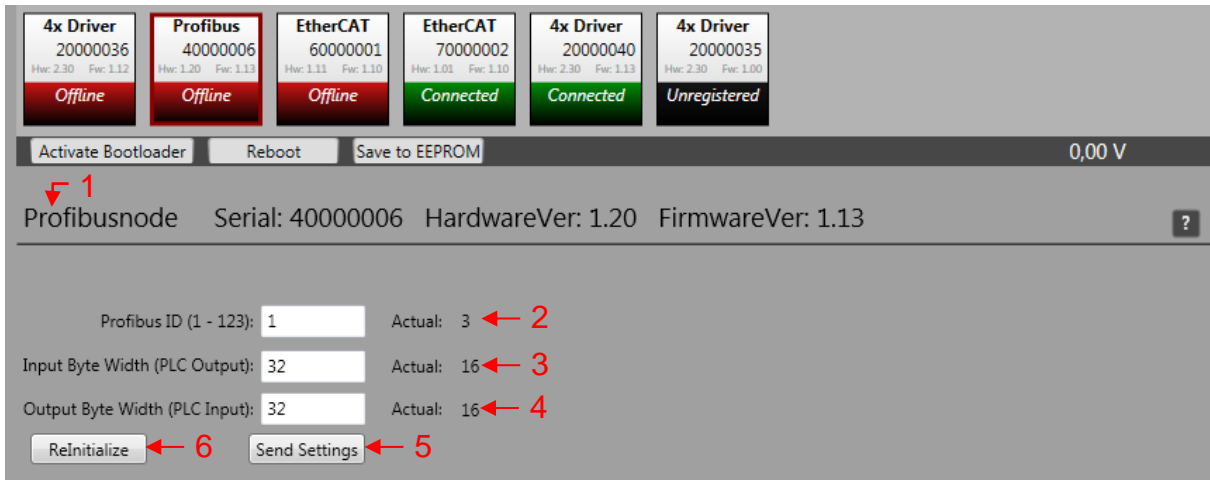 4x Driver
20000036
Hw: 2.30 Fw: 1.12
Offline
Profibus
40000006
Hw: 1.20 Fw: 1.13
Offline
EtherCAT
60000001
Hw: 1.11 Fw: 1.10
Offline
EtherCAT
70000002
Hw: 1.01 Fw: 1.10
Connected
4x Driver
20000040
Hw: 2.30 Fw: 1.13
Connected
4x Driver
20000035
Hw: 2.30 Fw: 1.00
Unregistered
Activate Bootloader Reboot Save to EEPROM 0,00 V
1
Profibusnode Serial: 40000006 HardwareVer: 1.20 FirmwareVer: 1.13 ?
Profibus ID (1 - 123): 1 Actual: 3 2
Input Byte Width (PLC Output): 32 Actual: 16 3
Output Byte Width (PLC Input): 32 Actual: 16 4
ReInitialize 6 Send Settings 5